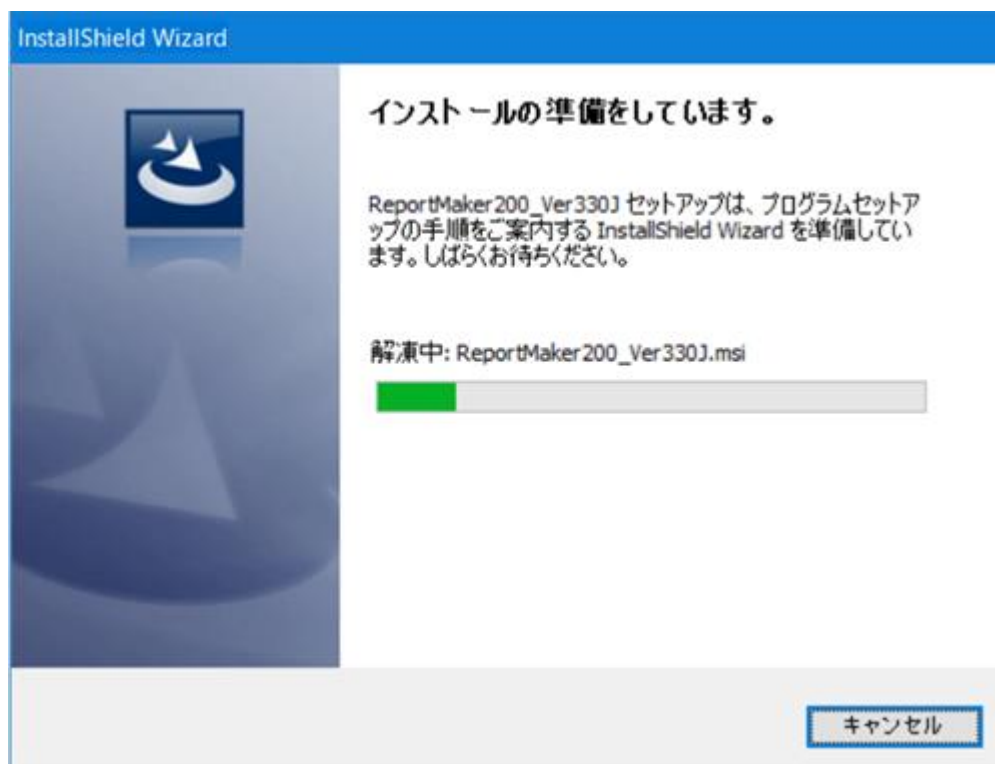 InstallShield Wizard
インストールの準備をしています。
ReportMaker200_Ver330J セットアップは、プログラムセットア
ップの手順をご案内する InstallShield Wizard を準備してい
ます。しばらくお待ちください。
解凍中: ReportMaker200_Ver330J.msi
キャンセル